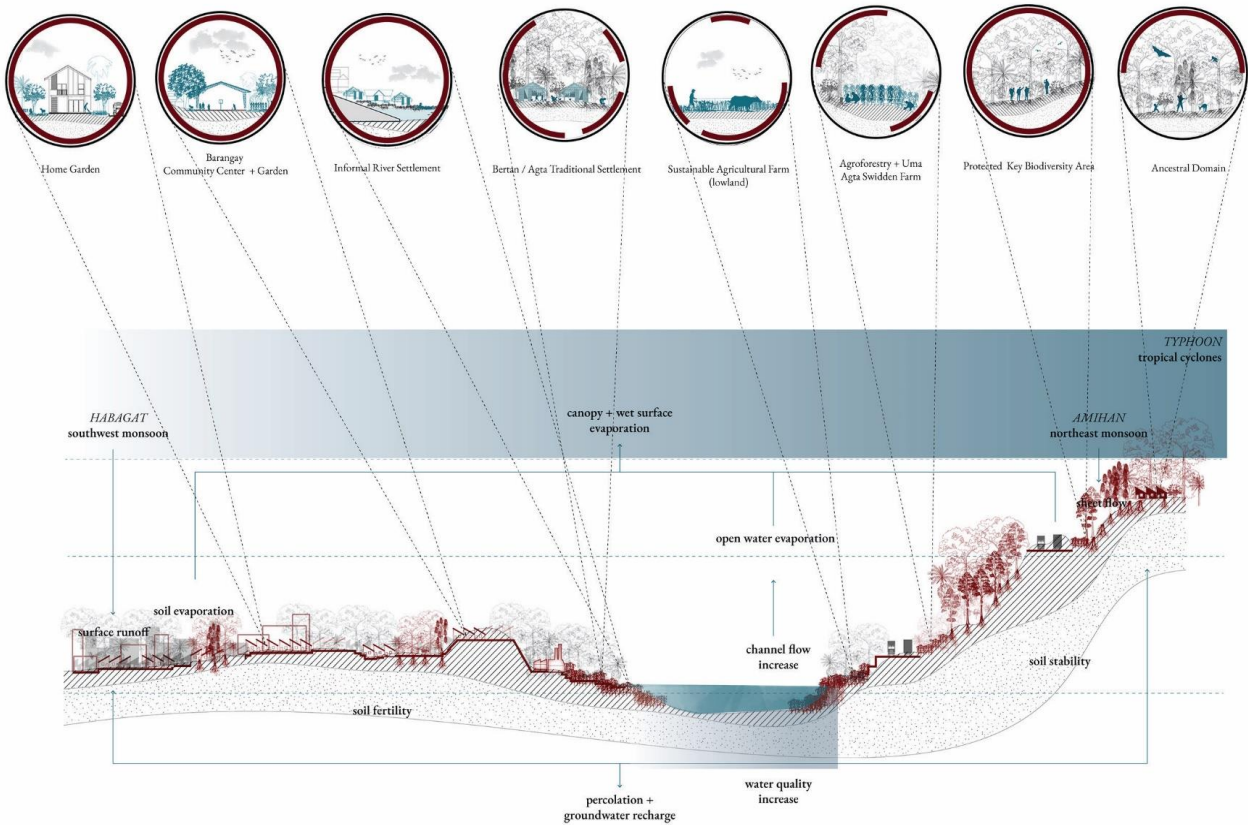 Home Garden
Barangay
Community Center + Garden
Informal River Settlement
Bertan / Agta Traditional Settlement
Sustainable Agricultural Farm
(lowland)
Agroforestry + Uma
Agta Swidden Farm
Protected Key Biodiversity Area
Ancestral Domain
TYPHOON
tropical cyclones
HABAGAT
southwest monsoon
canopy + wet surface
evaporation
AMIHAN
northeast monsoon
sheet flow
open water evaporation
soil evaporation
surface runoff
channel flow
increase
soil stability
soil fertility
water quality
increase
percolation +
groundwater recharge